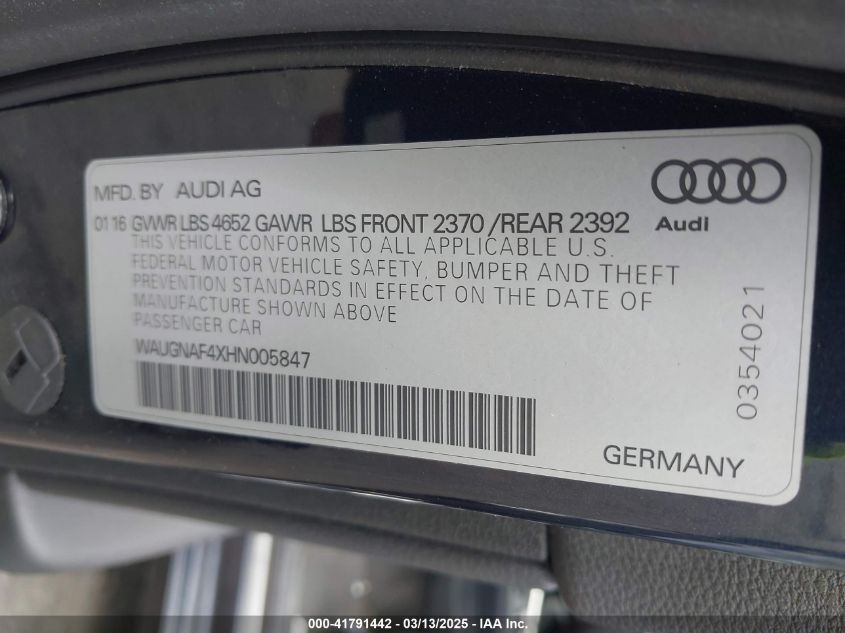 MFD. BY AUDI AG
01 16 GVWR LBS 4652 GAWR LBS FRONT 2370 /REAR 2392
THIS VEHICLE CONFORMS TO ALL APPLICABLE U.S.
FEDERAL MOTOR VEHICLE SAFETY, BUMPER AND THEFT
PREVENTION STANDARDS IN EFFECT ON THE DATE OF
MANUFACTURE SHOWN ABOVE
PASSENGER CAR
WAUGNAF4XHN005847
Audi
0354021
GERMANY
000-41791442 - 03/13/2025 - IAA Inc.